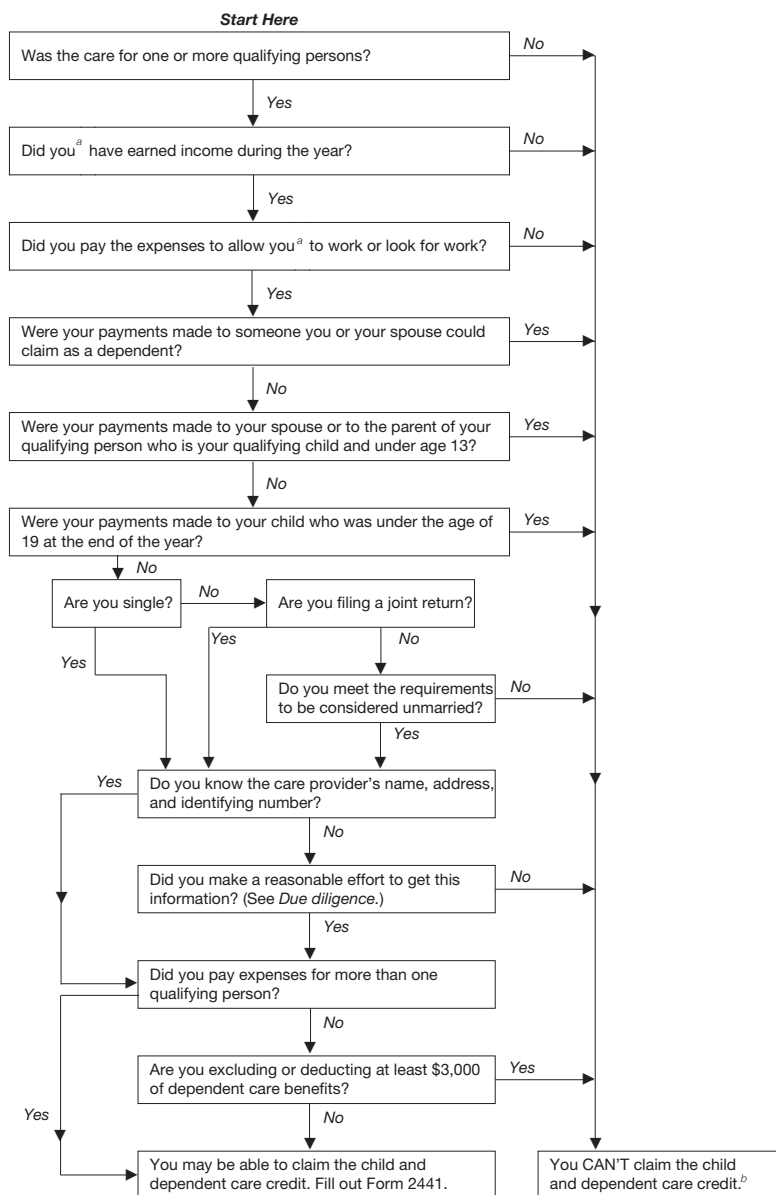 Start Here
Was the care for one or more qualifying persons?
No
Yes
Did you a have earned income during the year?
No
Yes
Did you pay the expenses to allow you a to work or look for work?
No
Yes
Were your payments made to someone you or your spouse could
claim as a dependent?
Yes
No
Were your payments made to your spouse or to the parent of your
qualifying person who is your qualifying child and under age 13?
Yes
No
Were your payments made to your child who was under the age of
19 at the end of the year?
Yes
No
Are you single?
No
Are you filing a joint return?
Yes
Yes
No
Do you meet the requirements
to be considered unmarried?
No
Yes
Do you know the care provider's name, address,
and identifying number?
Yes
No
Did you make a reasonable effort to get this
information? (See Due diligence.)
No
Yes
Did you pay expenses for more than one
qualifying person?
No
Are you excluding or deducting at least $3,000
of dependent care benefits?
Yes
Yes
No
You may be able to claim the child and
dependent care credit. Fill out Form 2441.
You CAN'T claim the child
and dependent care credit.b